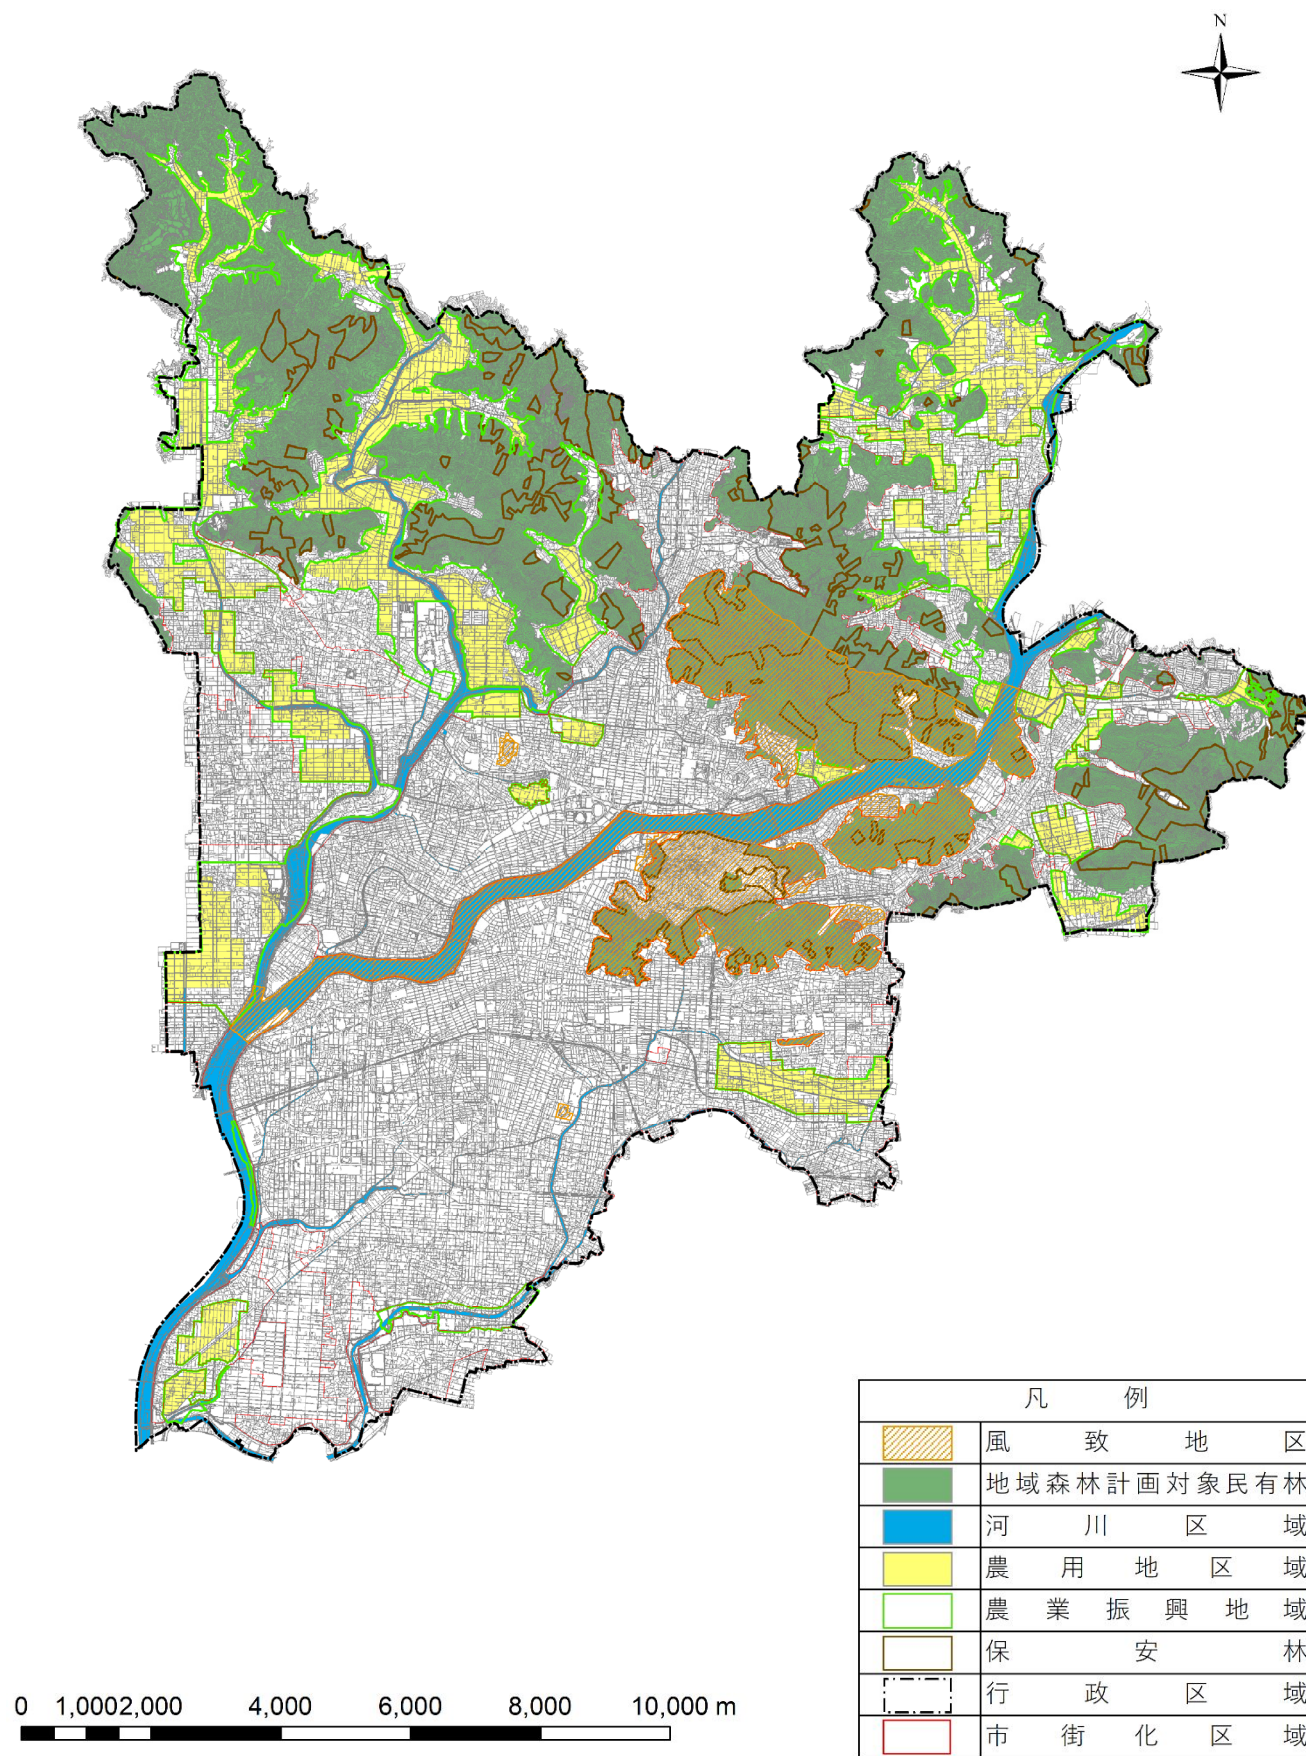 N
凡 例
風致地区
地域森林計画対象民有林
河川区域
農用地区域
農業振興地域
保安林
行政区域
市街化区域
0 1,000 2,000 4,000 6,000 8,000 10,000 m